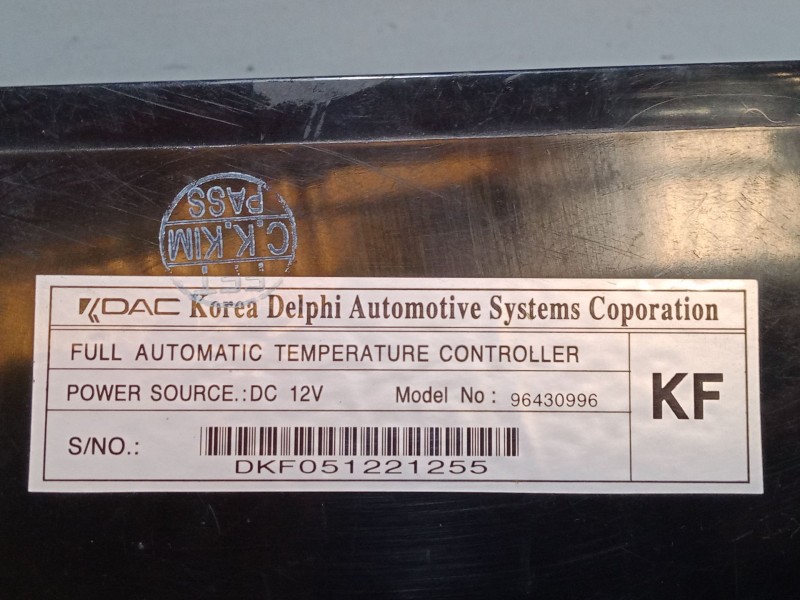 PASS
C.K.KIM
KDAC Korea Delphi Automotive Systems Coporation
FULL AUTOMATIC TEMPERATURE CONTROLLER
POWER SOURCE.:DC 12V Model No : 96430996
KF
S/NO.:
DKF051221255